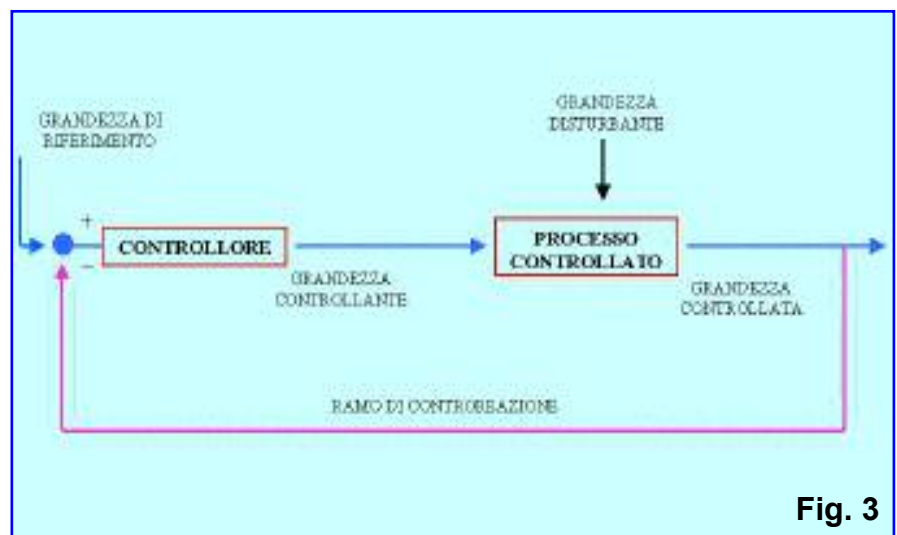 GRANDEZZA
DISTURBANTE
GRANDEZZA DI
RIFERIMENTO
+
CONTROLLORE
PROCESSO
CONTROLLATO
−
GRANDEZZA
CONTROLLANTE
GRANDEZZA
CONTROLLATA
RAMO DI CONTROREAZIONE
Fig. 3